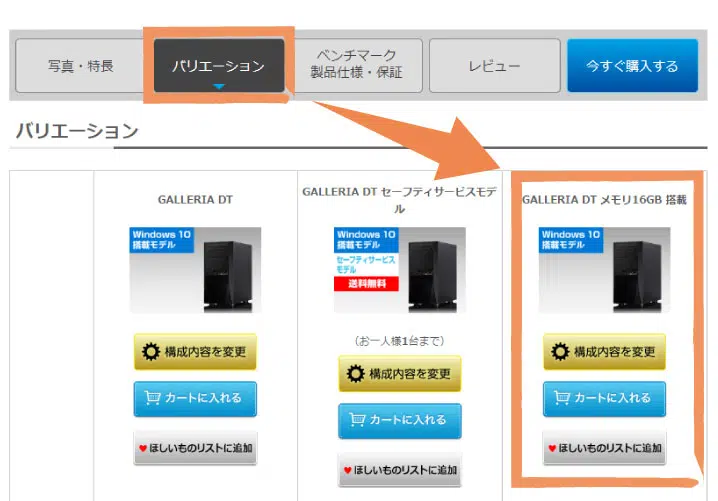 写真・特長
バリエーション
ベンチマーク
製品仕様・保証
レビュー
今すぐ購入する
バリエーション
GALLERIA DT
Windows 10
搭載モデル
構成内容を変更
カートに入れる
ほしいものリストに追加
GALLERIA DT セーフティサービスモデ
ル
Windows 10
搭載モデル
セーフティサービス
モデル
送料無料
（お一人様1台まで）
構成内容を変更
カートに入れる
ほしいものリストに追加
GALLERIA DT メモリ16GB 搭載
Windows 10
搭載モデル
構成内容を変更
カートに入れる
ほしいものリストに追加